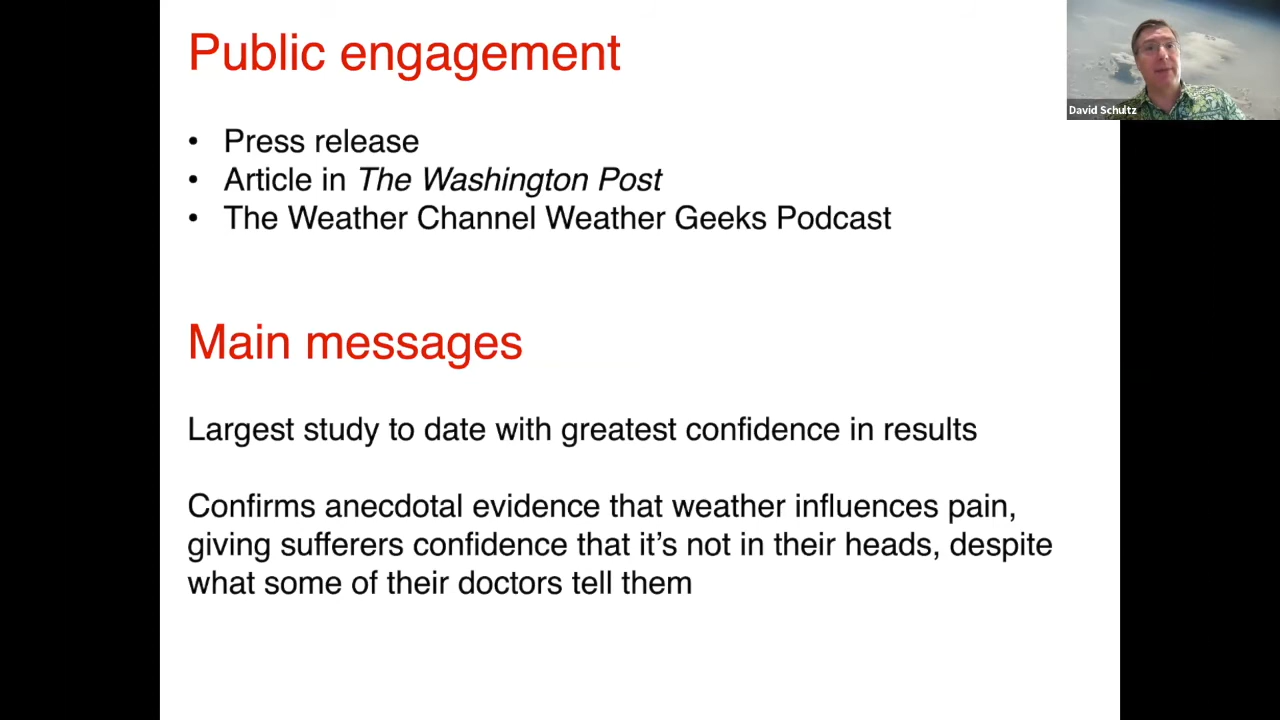 Public engagement
• Press release
• Article in The Washington Post
• The Weather Channel Weather Geeks Podcast
Main messages
Largest study to date with greatest confidence in results
Confirms anecdotal evidence that weather influences pain,
giving sufferers confidence that it’s not in their heads, despite
what some of their doctors tell them
David Schultz